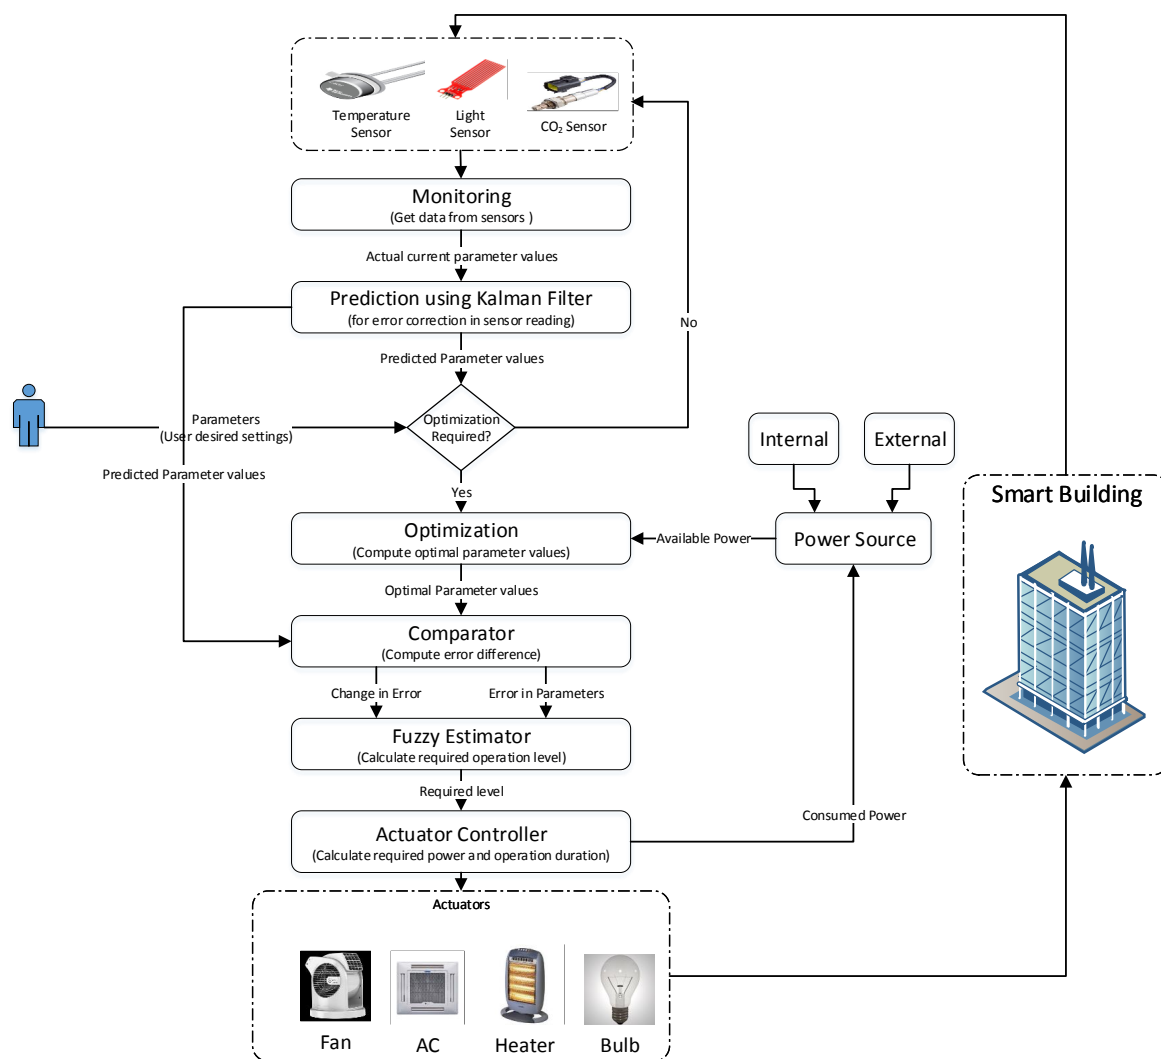 Temperature
Sensor
Light
Sensor
CO₂ Sensor
Monitoring
(Get data from sensors )
Actual current parameter values
Prediction using Kalman Filter
(for error correction in sensor reading)
No
Predicted Parameter values
Parameters
(User desired settings)
Optimization
Required?
Internal
External
Predicted Parameter values
Yes
Smart Building
Optimization
(Compute optimal parameter values)
Available Power
Power Source
Optimal Parameter values
Comparator
(Compute error difference)
Change in Error
Error in Parameters
Fuzzy Estimator
(Calculate required operation level)
Required level
Consumed Power
Actuator Controller
(Calculate required power and operation duration)
Actuators
Fan
AC
Heater
Bulb